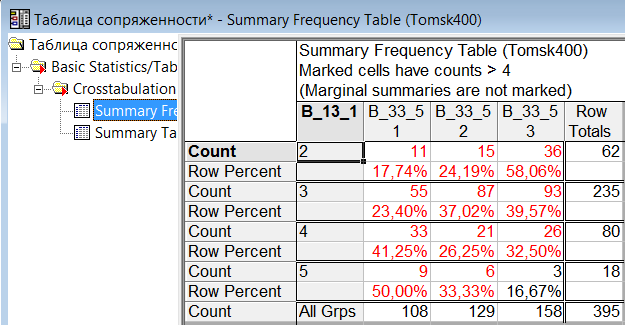 Таблица сопряженности* - Summary Frequency Table (Tomsk400)
Таблица сопряженнс
Basic Statistics/Tab
Crosstabulation
Summary Fre
Summary Ta
Summary Frequency Table (Tomsk400)
Marked cells have counts > 4
(Marginal summaries are not marked)
B_13_1 B_33_5 1 B_33_5 2 B_33_5 3 Row Totals
Count 2 11 15 36 62
Row Percent 17,74% 24,19% 58,06%
Count 3 55 87 93 235
Row Percent 23,40% 37,02% 39,57%
Count 4 33 21 26 80
Row Percent 41,25% 26,25% 32,50%
Count 5 9 6 3 18
Row Percent 50,00% 33,33% 16,67%
Count All Grps 108 129 158 395